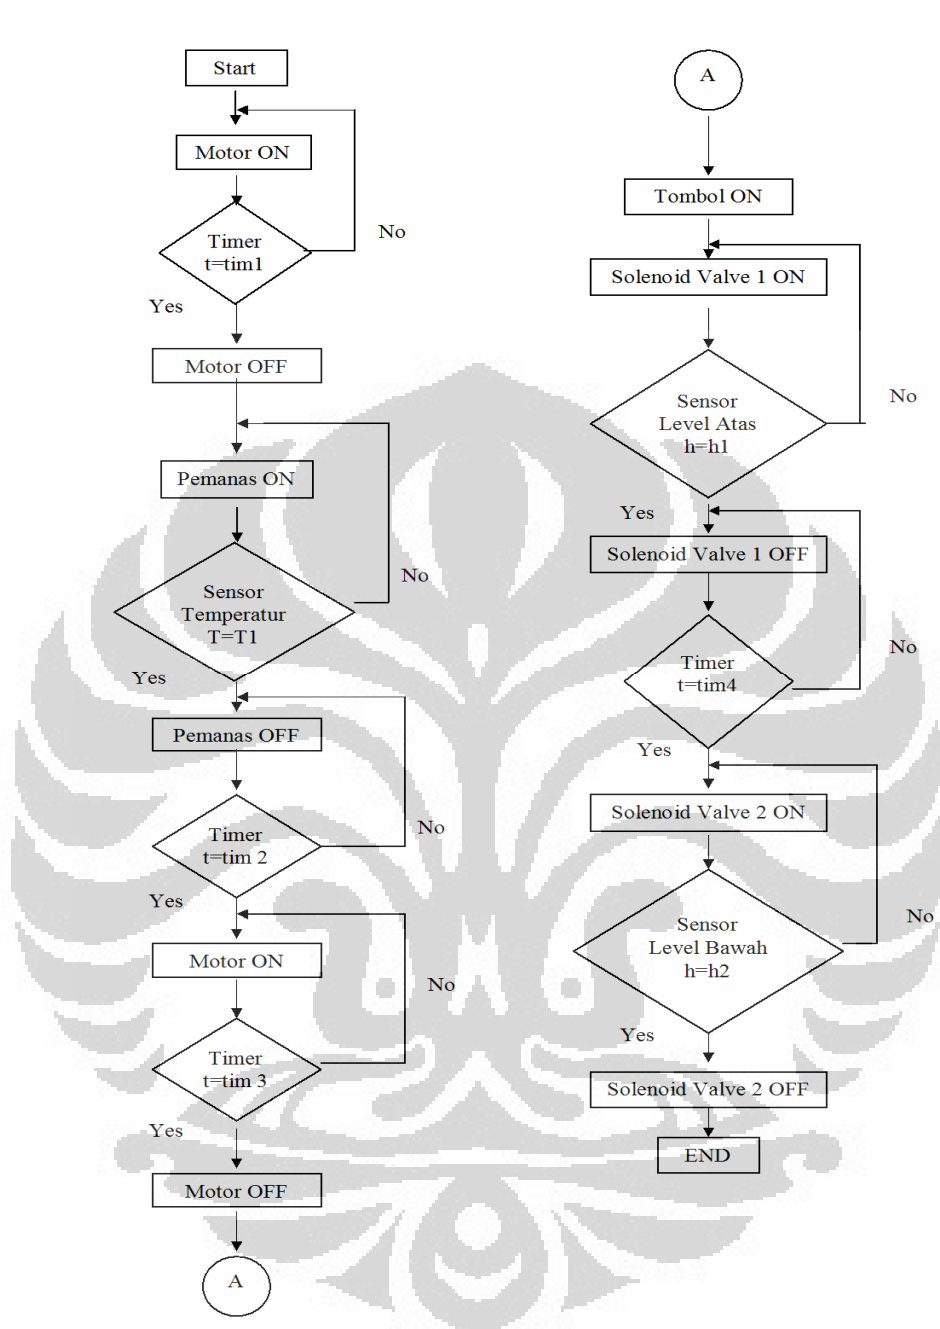 Start
Motor ON
Timer
t=tim1
No
Yes
Motor OFF
Pemanas ON
Sensor
Temperatur
T=T1
No
Yes
Pemanas OFF
Timer
t=tim 2
No
Yes
Motor ON
Timer
t=tim 3
No
Yes
Motor OFF
A
A
Tombol ON
Solenoid Valve 1 ON
Sensor
Level Atas
h=h1
No
Yes
Solenoid Valve 1 OFF
Timer
t=tim4
No
Yes
Solenoid Valve 2 ON
Sensor
Level Bawah
h=h2
No
Yes
Solenoid Valve 2 OFF
END